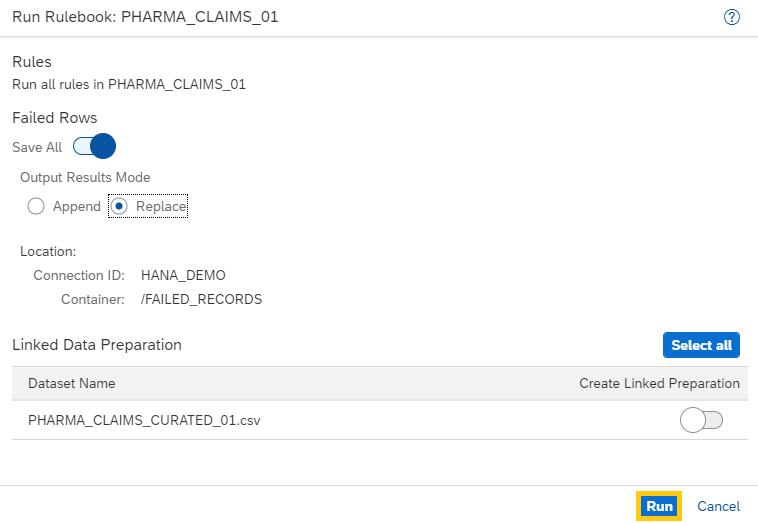 Run Rulebook: PHARMA_CLAIMS_01 ?
Rules
Run all rules in PHARMA_CLAIMS_01
Failed Rows
Save All
Output Results Mode
Append Replace
Location:
Connection ID: HANA_DEMO
Container: /FAILED_RECORDS
Linked Data Preparation Select all
Dataset Name Create Linked Preparation
PHARMA_CLAIMS_CURATED_01.csv
Run Cancel